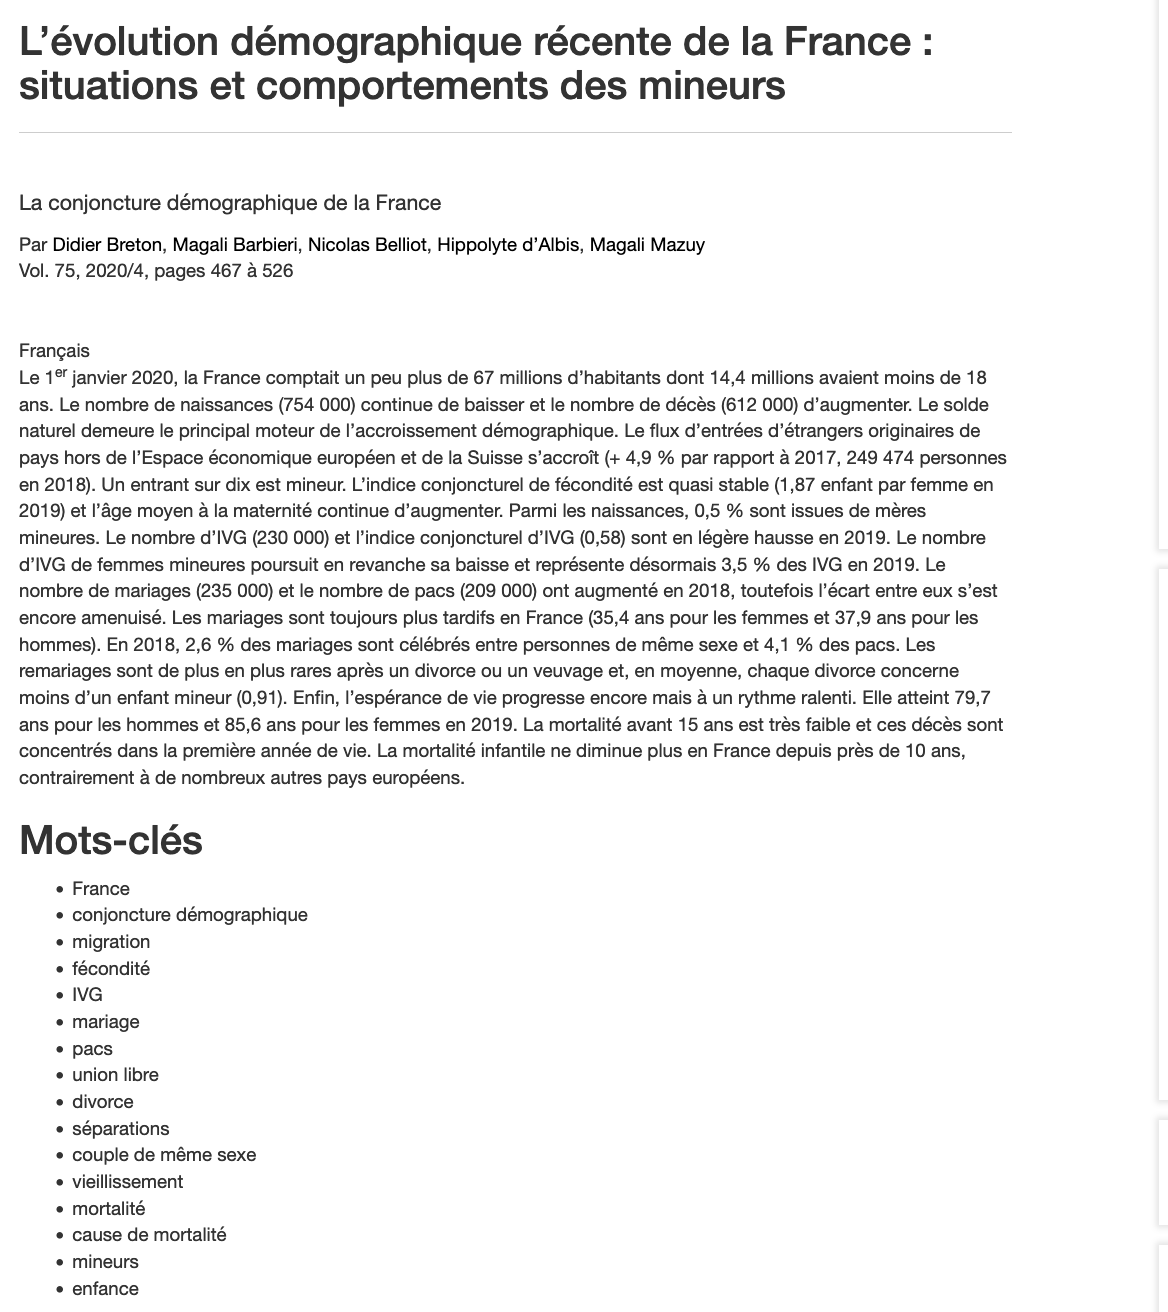 L’évolution démographique récente de la France :
situations et comportements des mineurs
La conjoncture démographique de la France
Par Didier Breton, Magali Barbieri, Nicolas Belliot, Hippolyte d’Albis, Magali Mazuy
Vol. 75, 2020/4, pages 467 à 526
Français
Le 1er janvier 2020, la France comptait un peu plus de 67 millions d’habitants dont 14,4 millions avaient moins de 18
ans. Le nombre de naissances (754 000) continue de baisser et le nombre de décès (612 000) d’augmenter. Le solde
naturel demeure le principal moteur de l’accroissement démographique. Le flux d’entrées d’étrangers originaires de
pays hors de l’Espace économique européen et de la Suisse s’accroît (+ 4,9 % par rapport à 2017, 249 474 personnes
en 2018). Un entrant sur dix est mineur. L’indice conjoncturel de fécondité est quasi stable (1,87 enfant par femme en
2019) et l’âge moyen à la maternité continue d’augmenter. Parmi les naissances, 0,5 % sont issues de mères
mineures. Le nombre d’IVG (230 000) et l’indice conjoncturel d’IVG (0,58) sont en légère hausse en 2019. Le nombre
d’IVG de femmes mineures poursuit en revanche sa baisse et représente désormais 3,5 % des IVG en 2019. Le
nombre de mariages (235 000) et le nombre de pacs (209 000) ont augmenté en 2018, toutefois l’écart entre eux s’est
encore amenuisé. Les mariages sont toujours plus tardifs en France (35,4 ans pour les femmes et 37,9 ans pour les
hommes). En 2018, 2,6 % des mariages sont célébrés entre personnes de même sexe et 4,1 % des pacs. Les
remariages sont de plus en plus rares après un divorce ou un veuvage et, en moyenne, chaque divorce concerne
moins d’un enfant mineur (0,91). Enfin, l’espérance de vie progresse encore mais à un rythme ralenti. Elle atteint 79,7
ans pour les hommes et 85,6 ans pour les femmes en 2019. La mortalité avant 15 ans est très faible et ces décès sont
concentrés dans la première année de vie. La mortalité infantile ne diminue plus en France depuis près de 10 ans,
contrairement à de nombreux autres pays européens.
Mots-clés
• France
• conjoncture démographique
• migration
• fécondité
• IVG
• mariage
• pacs
• union libre
• divorce
• séparations
• couple de même sexe
• vieillissement
• mortalité
• cause de mortalité
• mineurs
• enfance